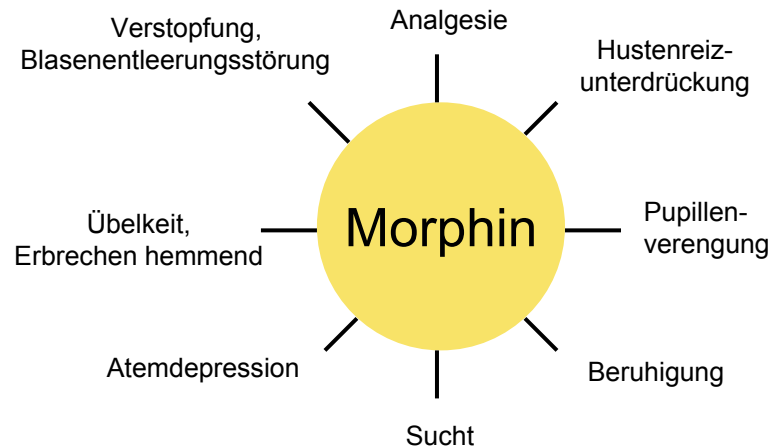 Analgesie
Verstopfung,
Blasenentleerungsstörung
Hustenreiz-
unterdrückung
Übelkeit,
Erbrechen hemmend
Morphin
Pupillen-
verengung
Atemdepression
Beruhigung
Sucht